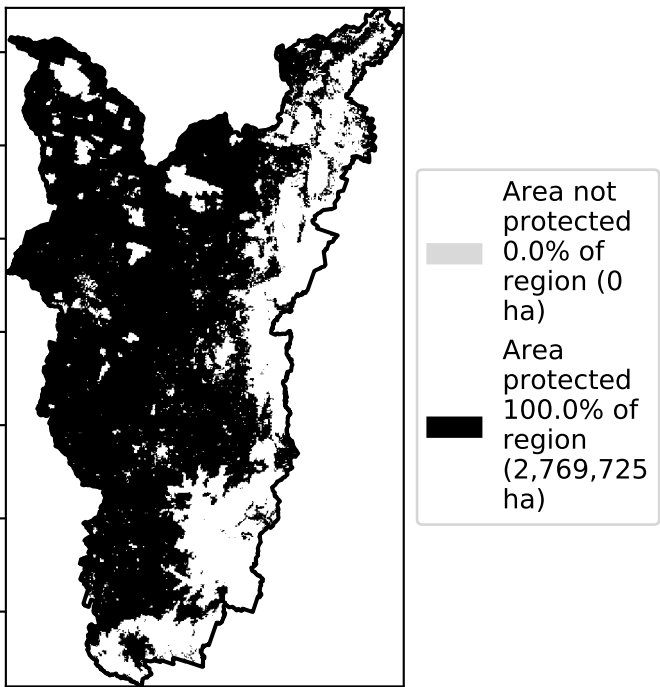 Area not
protected
0.0% of
region (0
ha)
Area
protected
100.0% of
region
(2,769,725
ha)